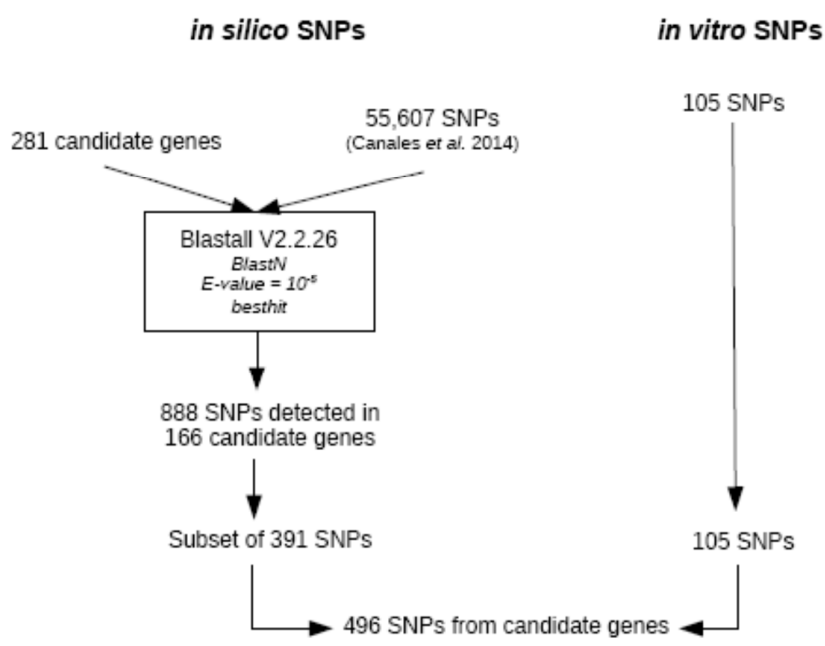 in silico SNPs
in vitro SNPs
281 candidate genes
55,607 SNPs
(Canales et al. 2014)
105 SNPs
Blastall V2.2.26
BlastN
E-value = 10⁻⁵
besthit
888 SNPs detected in
166 candidate genes
Subset of 391 SNPs
105 SNPs
496 SNPs from candidate genes